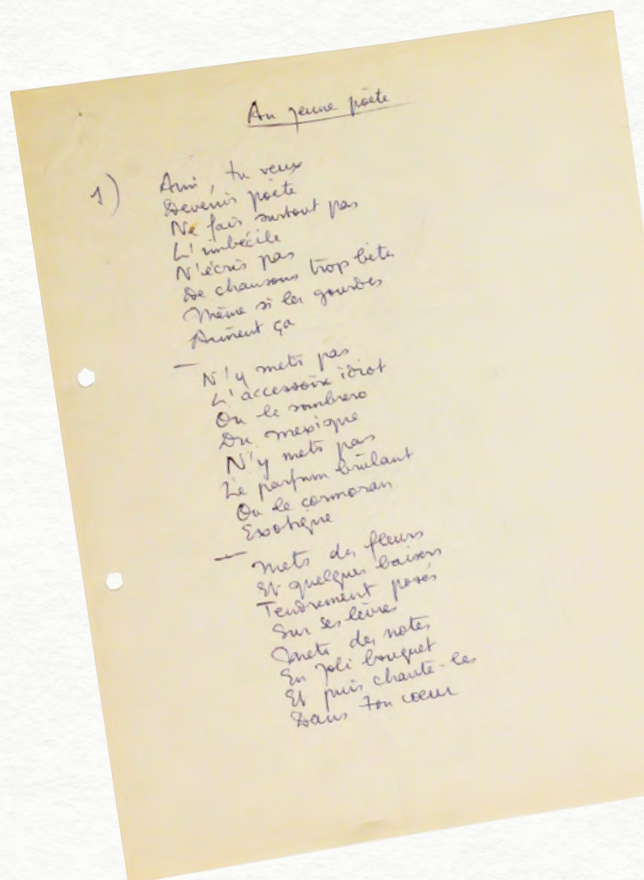 Au jeune poète
1) Ami, tu veux
Devenir poète
Ne fais surtout pas
L'imbécile
N'écris pas
De chansons trop bêtes
Même si les gourdes
Aiment ça
—
N'y mets pas
L'accessoire idiot
Ou le sombrero
Du mexique
N'y mets pas
Le parfum brûlant
Ou le cormoran
Exotique
—
Mets des fleurs
Et quelques baisers
Tendrement posés
Sur ses lèvres
Mets des notes
En joli bouquet
Et puis chante-les
Dans ton cœur